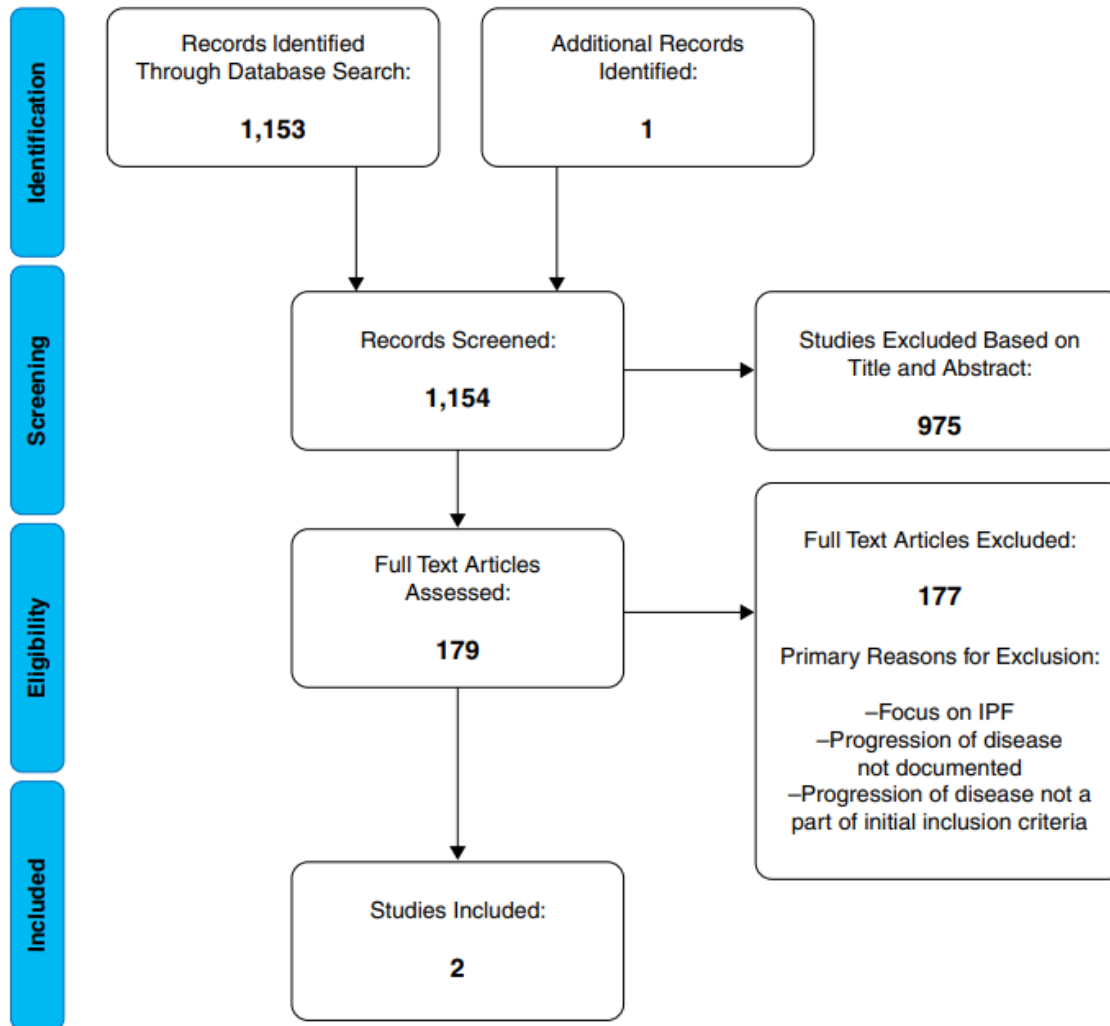 Identification
Records Identified
Through Database Search:
1,153
Additional Records
Identified:
1
Screening
Records Screened:
1,154
Studies Excluded Based on
Title and Abstract:
975
Eligibility
Full Text Articles
Assessed:
179
Full Text Articles Excluded:
177
Primary Reasons for Exclusion:
–Focus on IPF
–Progression of disease
not documented
–Progression of disease not a
part of initial inclusion criteria
Included
Studies Included:
2